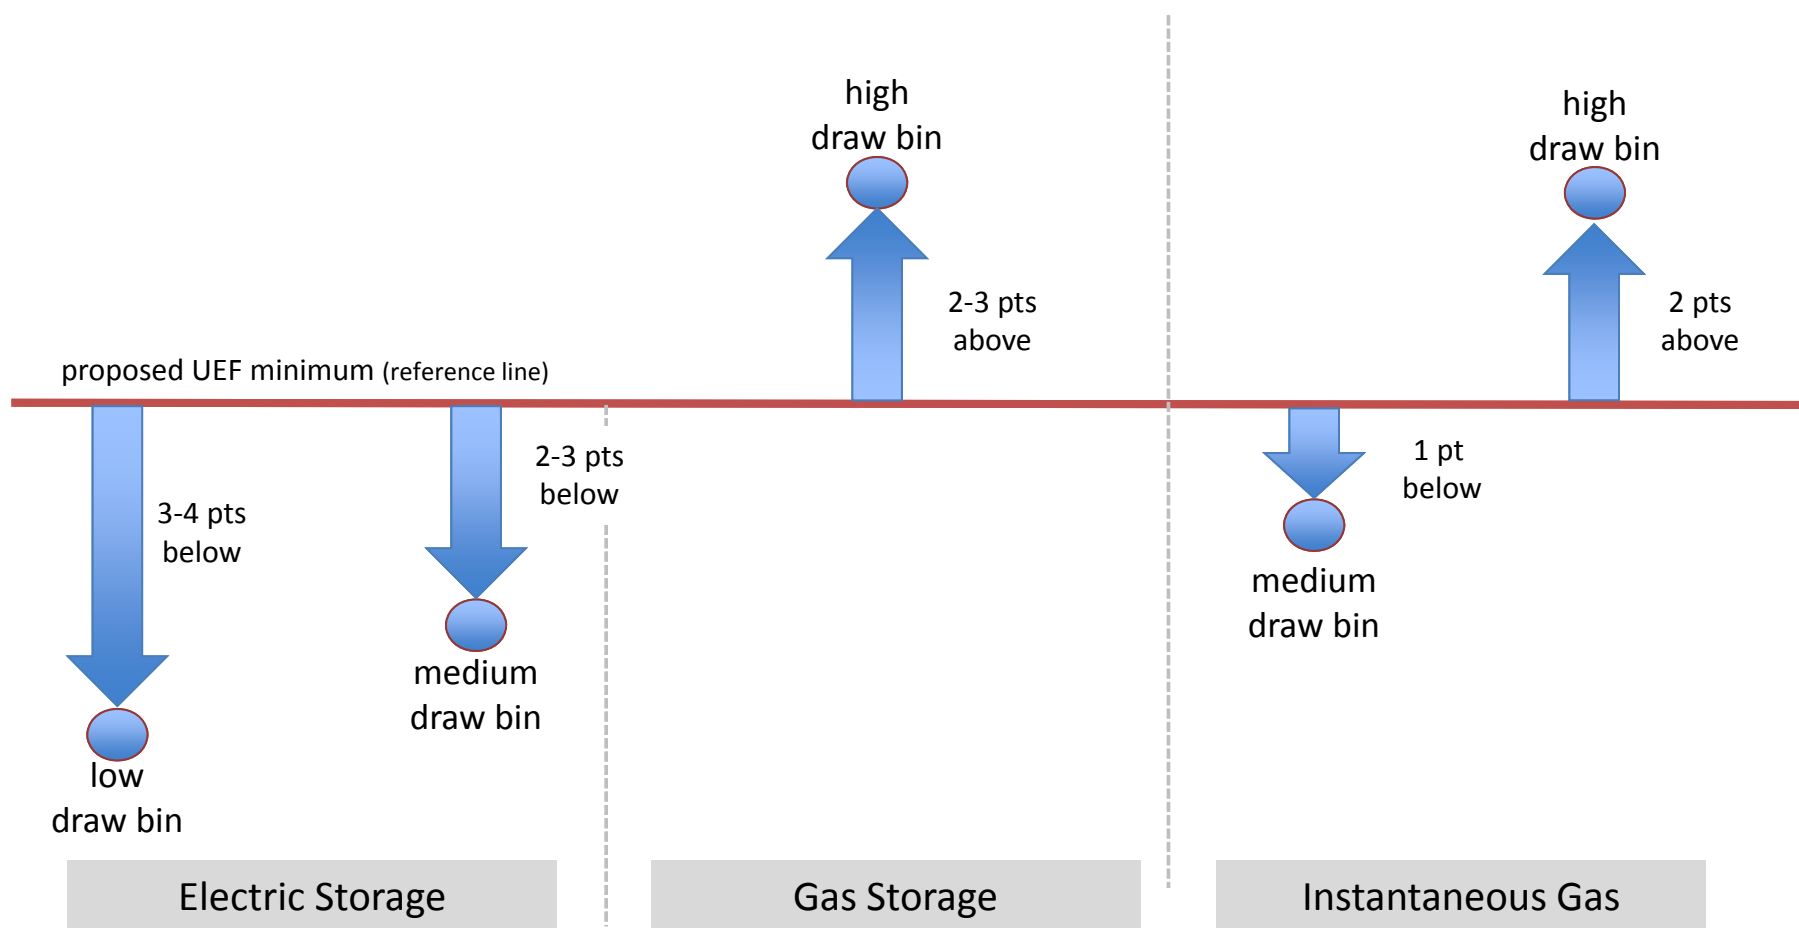 proposed UEF minimum (reference line)
3-4 pts
below
low
draw bin
2-3 pts
below
medium
draw bin
Electric Storage
high
draw bin
2-3 pts
above
Gas Storage
1 pt
below
medium
draw bin
high
draw bin
2 pts
above
Instantaneous Gas